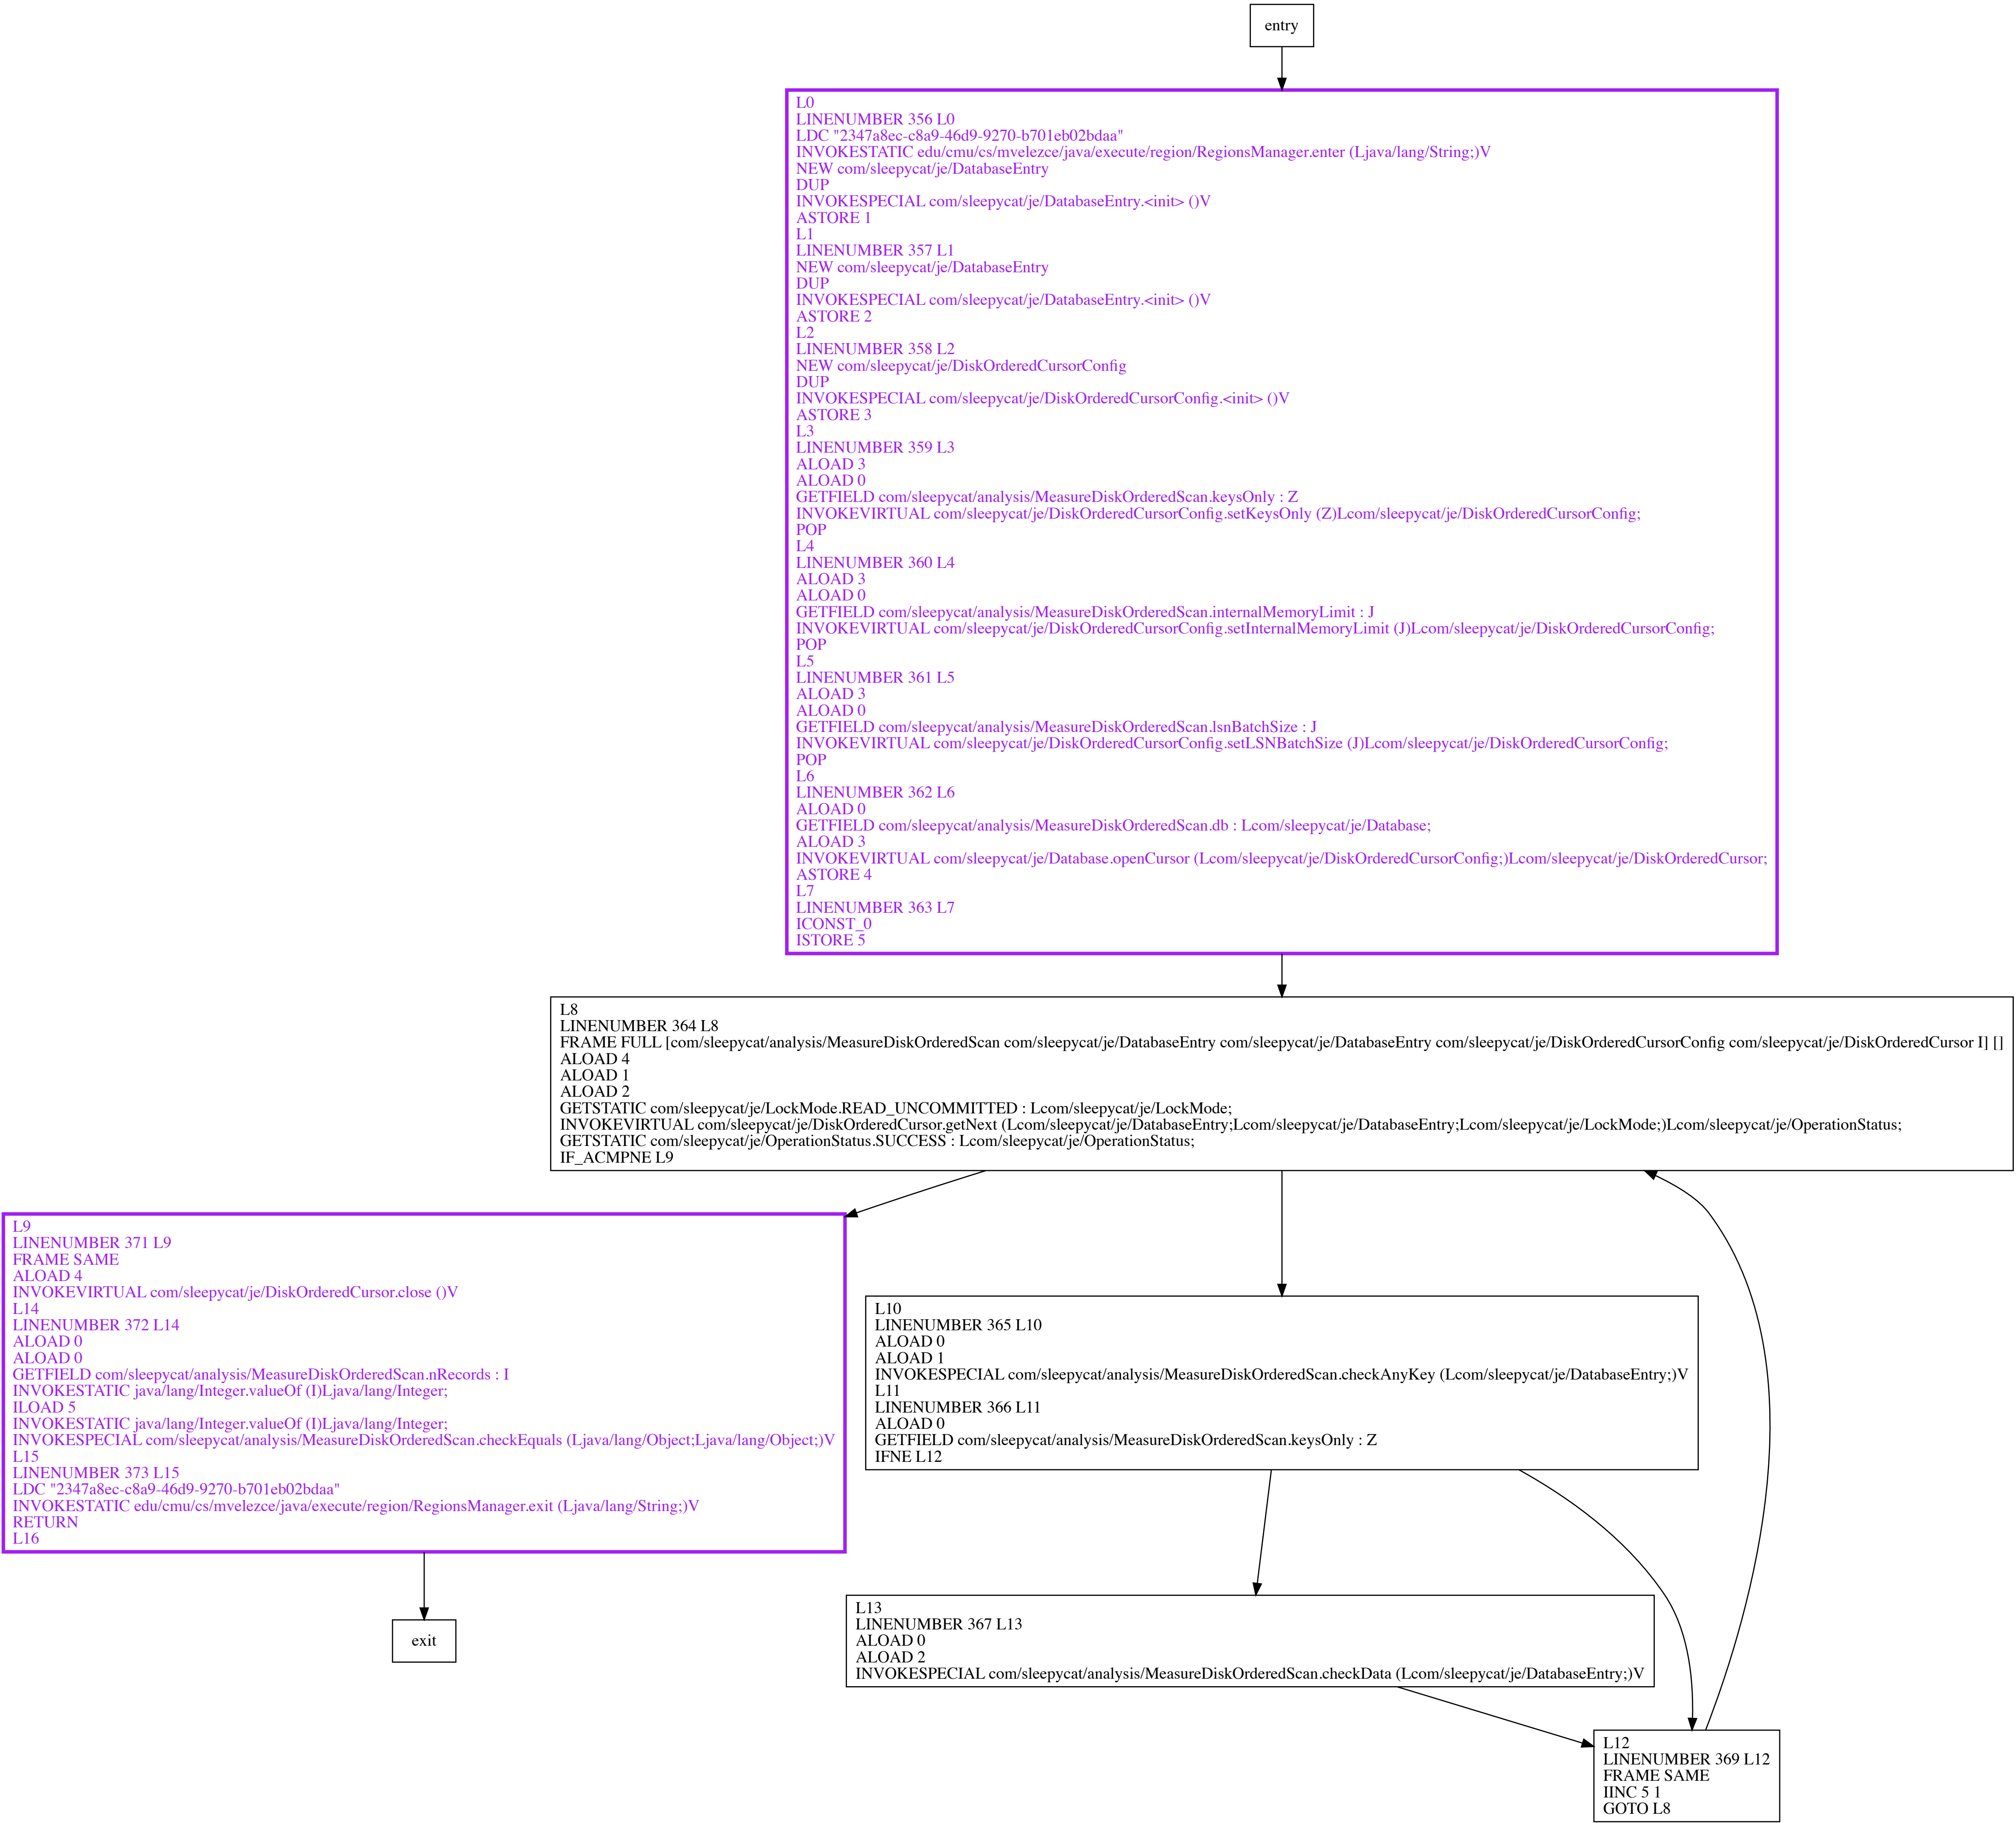 entry
L0
LINENUMBER 356 L0
LDC "2347a8ec-c8a9-46d9-9270-b701eb02bdaa"
INVOKESTATIC edu/cmu/cs/mvelezce/java/execute/region/RegionsManager.enter (Ljava/lang/String;)V
NEW com/sleepycat/je/DatabaseEntry
DUP
INVOKESPECIAL com/sleepycat/je/DatabaseEntry.<init> ()V
ASTORE 1
L1
LINENUMBER 357 L1
NEW com/sleepycat/je/DatabaseEntry
DUP
INVOKESPECIAL com/sleepycat/je/DatabaseEntry.<init> ()V
ASTORE 2
L2
LINENUMBER 358 L2
NEW com/sleepycat/je/DiskOrderedCursorConfig
DUP
INVOKESPECIAL com/sleepycat/je/DiskOrderedCursorConfig.<init> ()V
ASTORE 3
L3
LINENUMBER 359 L3
ALOAD 3
ALOAD 0
GETFIELD com/sleepycat/analysis/MeasureDiskOrderedScan.keysOnly : Z
INVOKEVIRTUAL com/sleepycat/je/DiskOrderedCursorConfig.setKeysOnly (Z)Lcom/sleepycat/je/DiskOrderedCursorConfig;
POP
L4
LINENUMBER 360 L4
ALOAD 3
ALOAD 0
GETFIELD com/sleepycat/analysis/MeasureDiskOrderedScan.internalMemoryLimit : J
INVOKEVIRTUAL com/sleepycat/je/DiskOrderedCursorConfig.setInternalMemoryLimit (J)Lcom/sleepycat/je/DiskOrderedCursorConfig;
POP
L5
LINENUMBER 361 L5
ALOAD 3
ALOAD 0
GETFIELD com/sleepycat/analysis/MeasureDiskOrderedScan.lsnBatchSize : J
INVOKEVIRTUAL com/sleepycat/je/DiskOrderedCursorConfig.setLSNBatchSize (J)Lcom/sleepycat/je/DiskOrderedCursorConfig;
POP
L6
LINENUMBER 362 L6
ALOAD 0
GETFIELD com/sleepycat/analysis/MeasureDiskOrderedScan.db : Lcom/sleepycat/je/Database;
ALOAD 3
INVOKEVIRTUAL com/sleepycat/je/Database.openCursor (Lcom/sleepycat/je/DiskOrderedCursorConfig;)Lcom/sleepycat/je/DiskOrderedCursor;
ASTORE 4
L7
LINENUMBER 363 L7
ICONST_0
ISTORE 5
L8
LINENUMBER 364 L8
FRAME FULL [com/sleepycat/analysis/MeasureDiskOrderedScan com/sleepycat/je/DatabaseEntry com/sleepycat/je/DatabaseEntry com/sleepycat/je/DiskOrderedCursorConfig com/sleepycat/je/DiskOrderedCursor I] []
ALOAD 4
ALOAD 1
ALOAD 2
GETSTATIC com/sleepycat/je/LockMode.READ_UNCOMMITTED : Lcom/sleepycat/je/LockMode;
INVOKEVIRTUAL com/sleepycat/je/DiskOrderedCursor.getNext (Lcom/sleepycat/je/DatabaseEntry;Lcom/sleepycat/je/DatabaseEntry;Lcom/sleepycat/je/LockMode;)Lcom/sleepycat/je/OperationStatus;
GETSTATIC com/sleepycat/je/OperationStatus.SUCCESS : Lcom/sleepycat/je/OperationStatus;
IF_ACMPNE L9
L9
LINENUMBER 371 L9
FRAME SAME
ALOAD 4
INVOKEVIRTUAL com/sleepycat/je/DiskOrderedCursor.close ()V
L14
LINENUMBER 372 L14
ALOAD 0
ALOAD 0
GETFIELD com/sleepycat/analysis/MeasureDiskOrderedScan.nRecords : I
INVOKESTATIC java/lang/Integer.valueOf (I)Ljava/lang/Integer;
ILOAD 5
INVOKESTATIC java/lang/Integer.valueOf (I)Ljava/lang/Integer;
INVOKESPECIAL com/sleepycat/analysis/MeasureDiskOrderedScan.checkEquals (Ljava/lang/Object;Ljava/lang/Object;)V
L15
LINENUMBER 373 L15
LDC "2347a8ec-c8a9-46d9-9270-b701eb02bdaa"
INVOKESTATIC edu/cmu/cs/mvelezce/java/execute/region/RegionsManager.exit (Ljava/lang/String;)V
RETURN
L16
L10
LINENUMBER 365 L10
ALOAD 0
ALOAD 1
INVOKESPECIAL com/sleepycat/analysis/MeasureDiskOrderedScan.checkAnyKey (Lcom/sleepycat/je/DatabaseEntry;)V
L11
LINENUMBER 366 L11
ALOAD 0
GETFIELD com/sleepycat/analysis/MeasureDiskOrderedScan.keysOnly : Z
IFNE L12
exit
L13
LINENUMBER 367 L13
ALOAD 0
ALOAD 2
INVOKESPECIAL com/sleepycat/analysis/MeasureDiskOrderedScan.checkData (Lcom/sleepycat/je/DatabaseEntry;)V
L12
LINENUMBER 369 L12
FRAME SAME
IINC 5 1
GOTO L8